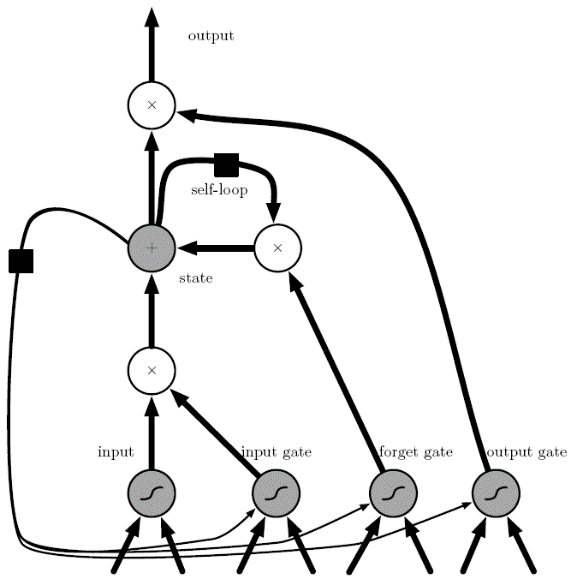 output
×
self-loop
+
×
state
×
input
input gate
forget gate
output gate